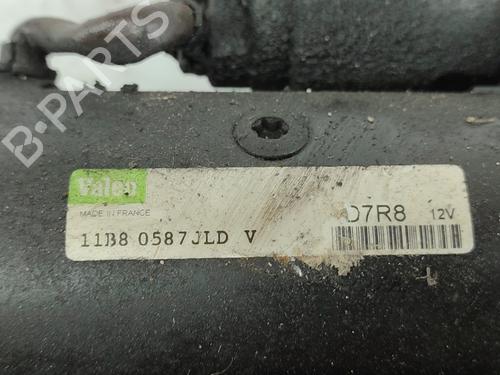 B-PARTS
Valeo
MADE IN FRANCE
D7R8 12V
11B8 0587JLD V